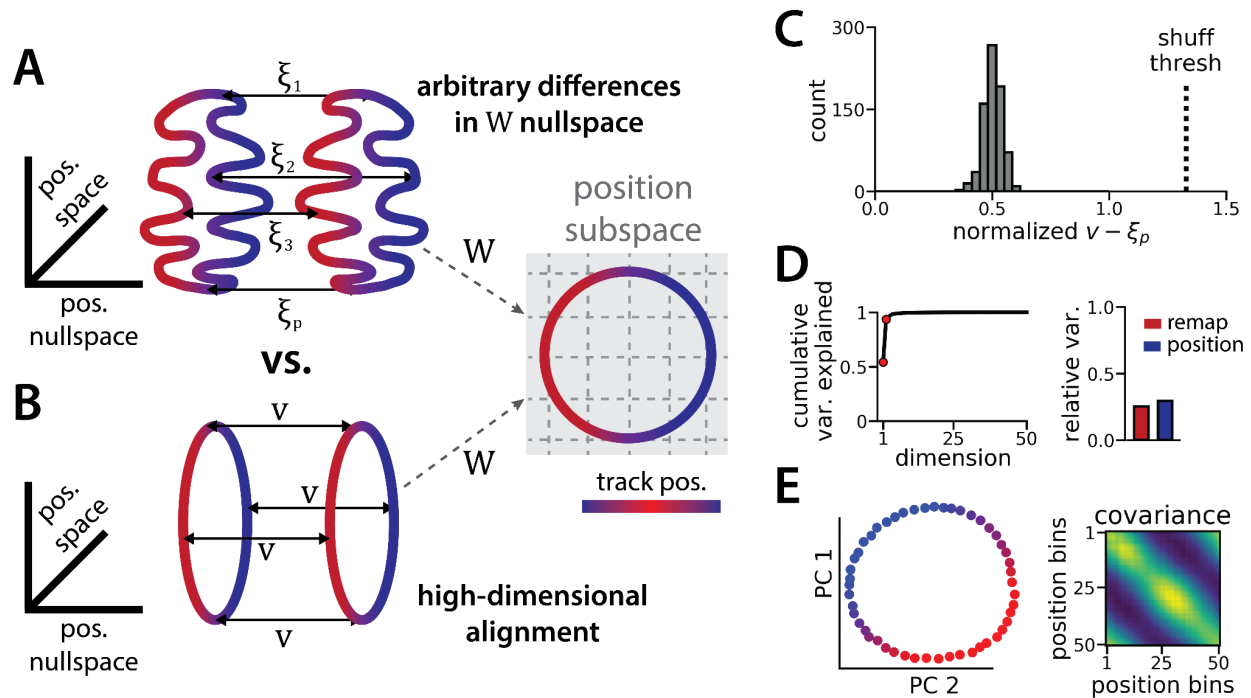 A
ξ1
ξ2
ξ3
ξp
arbitrary differences
in W nullspace
pos.
space
pos.
nullspace
W
position
subspace
vs.
B
v
v
v
v
W
track pos.
pos.
space
pos.
nullspace
high-dimensional
alignment
C
300
150
0
count
shuff
thresh
0.0 0.5 1.0 1.5
normalized v − ξp
D
cumulative
var. explained
1
0.5
0
1 25 50
dimension
relative var.
1.0
0.5
0.0
remap
position
E
PC 1
PC 2
covariance
position bins
1
25
50
1 25 50
position bins